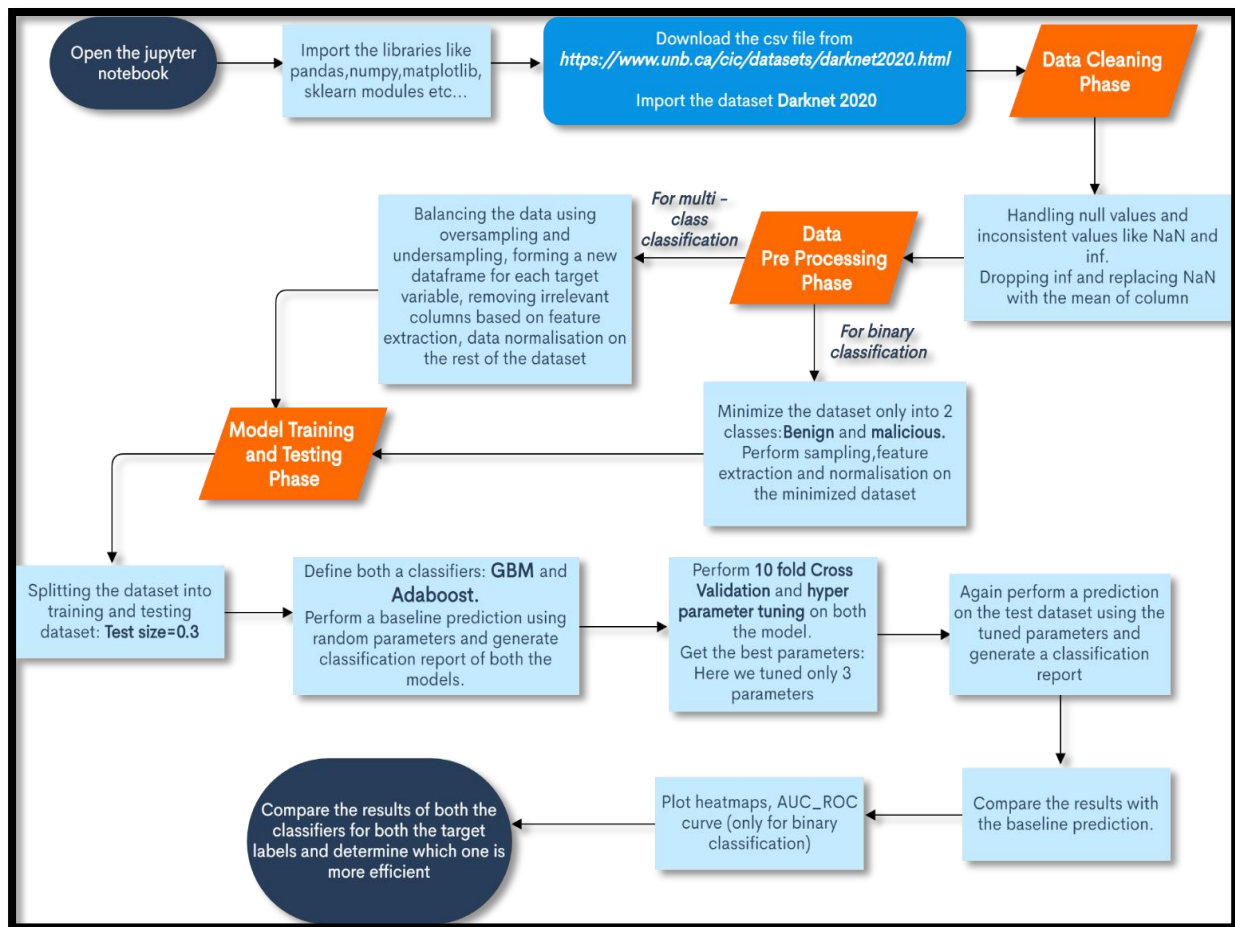 Open the jupyter
notebook
Import the libraries like
pandas,numpy,matplotlib,
sklearn modules etc...
Download the csv file from
https://www.unb.ca/cic/datasets/darknet2020.html
Import the dataset Darknet 2020
Data Cleaning
Phase
Handling null values and
inconsistent values like NaN and
inf.
Dropping inf and replacing NaN
with the mean of column
Data
Pre Processing
Phase
For multi -
class
classification
Balancing the data using
oversampling and
undersampling, forming a new
dataframe for each target
variable, removing irrelevant
columns based on feature
extraction, data normalisation on
the rest of the dataset
For binary
classification
Minimize the dataset only into 2
classes:Benign and malicious.
Perform sampling,feature
extraction and normalisation on
the minimized dataset
Model Training
and Testing
Phase
Splitting the dataset into
training and testing
dataset: Test size=0.3
Define both a classifiers: GBM and
Adaboost.
Perform a baseline prediction using
random parameters and generate
classification report of both the
models.
Perform 10 fold Cross
Validation and hyper
parameter tuning on both
the model.
Get the best parameters:
Here we tuned only 3
parameters
Again perform a prediction
on the test dataset using the
tuned parameters and
generate a classification
report
Compare the results with
the baseline prediction.
Plot heatmaps, AUC_ROC
curve (only for binary
classification)
Compare the results of both the
classifiers for both the target
labels and determine which one is
more efficient